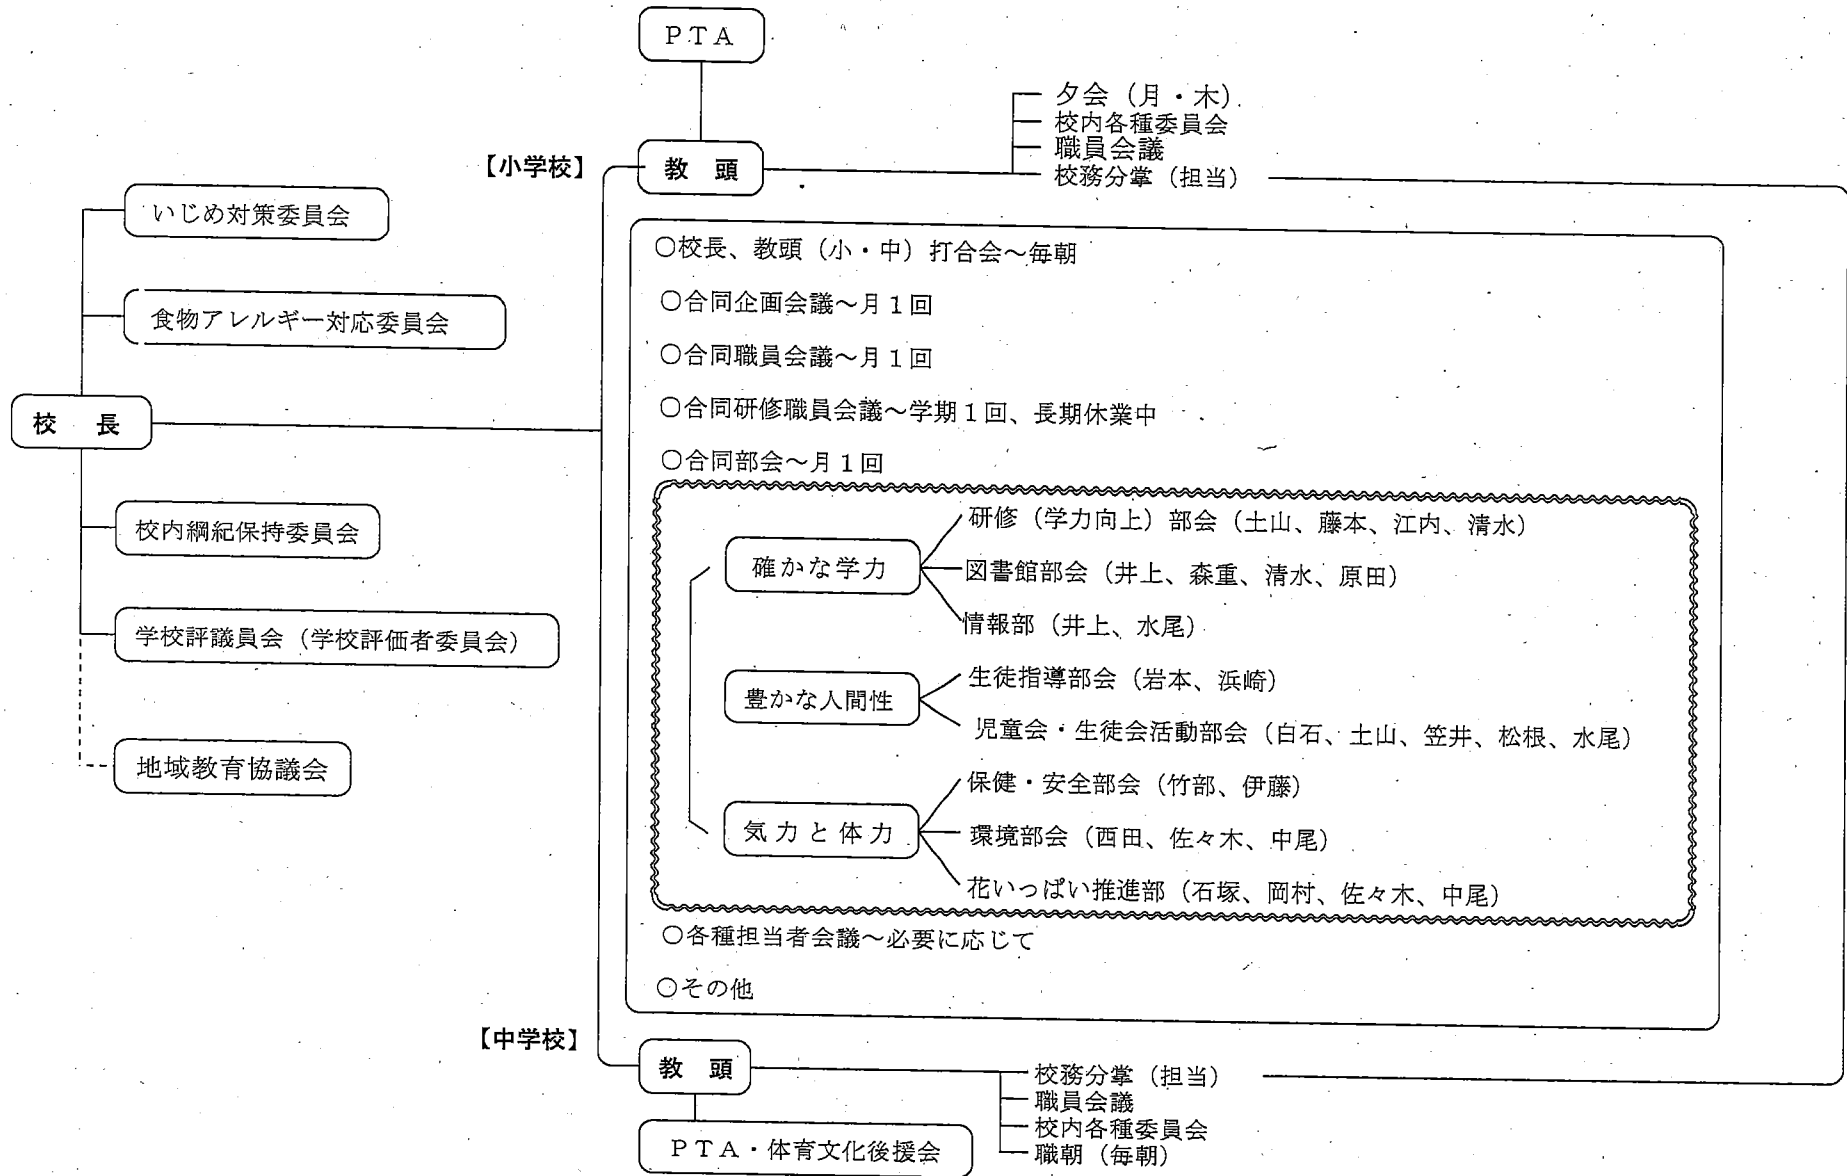 ＰＴＡ
夕会（月・木）
校内各種委員会
職員会議
校務分掌（担当）
【小学校】
教　頭
いじめ対策委員会
食物アレルギー対応委員会
校　長
校内綱紀保持委員会
学校評議員会（学校評価者委員会）
地域教育協議会
○校長、教頭（小・中）打合会～毎朝
○合同企画会議～月１回
○合同職員会議～月１回
○合同研修職員会議～学期１回、長期休業中
○合同部会～月１回
確かな学力
研修（学力向上）部会（土山、藤本、江内、清水）
図書館部会（井上、森重、清水、原田）
情報部（井上、水尾）
豊かな人間性
生徒指導部会（岩本、浜崎）
児童会・生徒会活動部会（白石、土山、笠井、松根、水尾）
気力と体力
保健・安全部会（竹部、伊藤）
環境部会（西田、佐々木、中尾）
花いっぱい推進部（石塚、岡村、佐々木、中尾）
○各種担当者会議～必要に応じて
○その他
【中学校】
教　頭
校務分掌（担当）
職員会議
校内各種委員会
職朝（毎朝）
ＰＴＡ・体育文化後援会